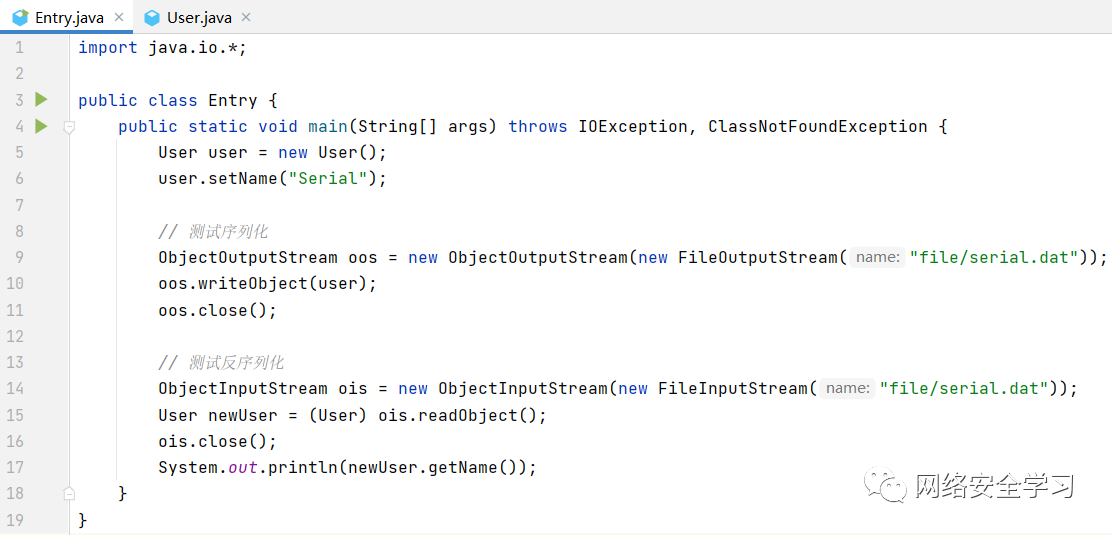 Entry.java × User.java ×
1 import java.io.*;
2
3 public class Entry {
4 public static void main(String[] args) throws IOException, ClassNotFoundException {
5 User user = new User();
6 user.setName("Serial");
7
8 // 测试序列化
9 ObjectOutputStream oos = new ObjectOutputStream(new FileOutputStream( name: "file/serial.dat"));
10 oos.writeObject(user);
11 oos.close();
12
13 // 测试反序列化
14 ObjectInputStream ois = new ObjectInputStream(new FileInputStream( name: "file/serial.dat"));
15 User newUser = (User) ois.readObject();
16 ois.close();
17 System.out.println(newUser.getName());
18 }
19 }
网络安全学习